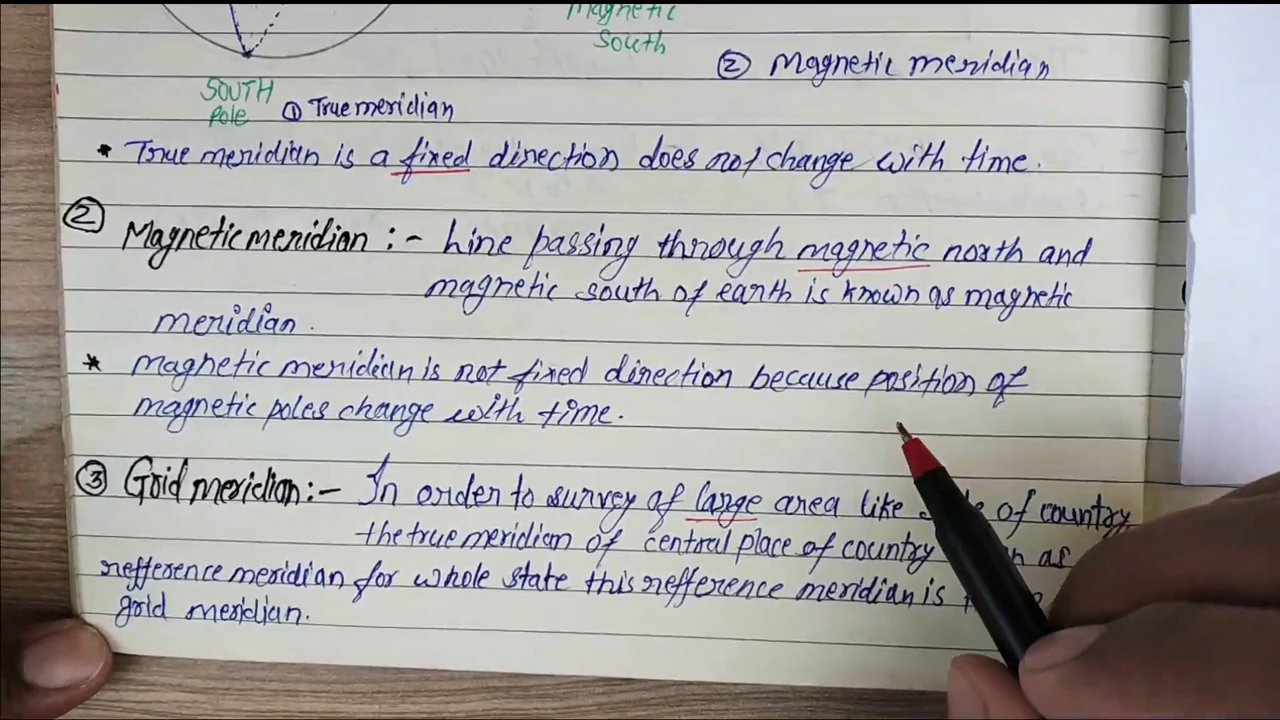 Magnetic
South
② Magnetic meridian
SOUTH
Pole
① True meridian
* True meridian is a fixed direction does not change with time.
② Magnetic meridian :- Line passing through magnetic north and
magnetic south of earth is known as magnetic
meridian.
* magnetic meridian is not fixed direction because position of
magnetic poles change with time.
③ Grid meridian:- In order to survey of large area like of country
the true meridian of central place of country as
refference meridian for whole state this refference meridian is
grid meridian.